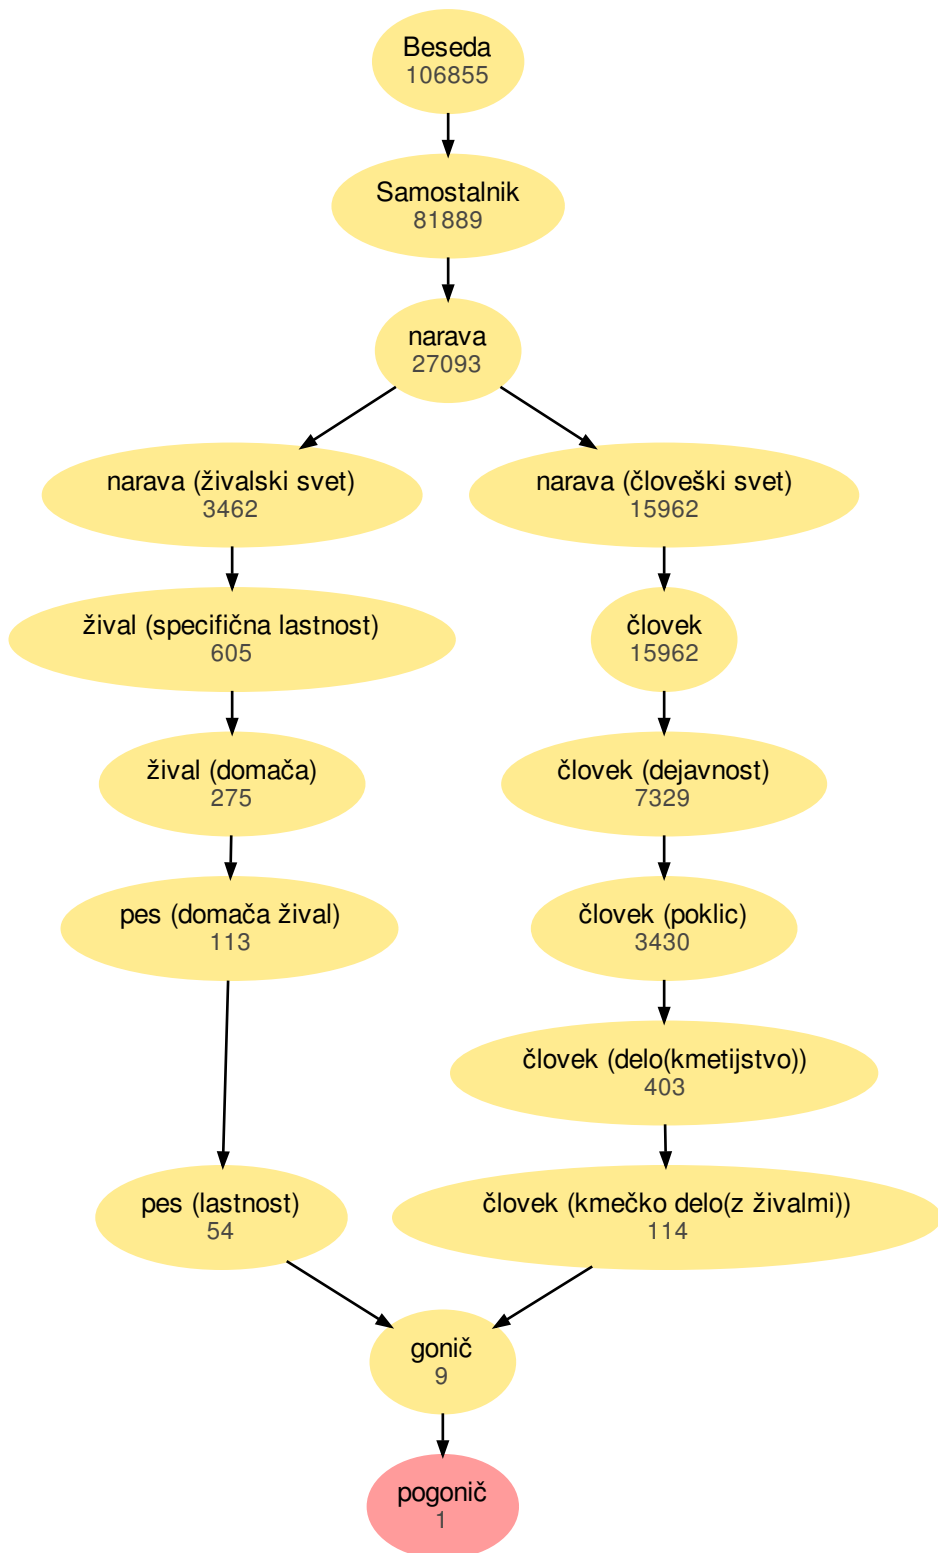 Beseda
106855
Samostalnik
81889
narava
27093
narava (živalski svet)
3462
narava (človeški svet)
15962
žival (specifična lastnost)
605
človek
15962
žival (domača)
275
človek (dejavnost)
7329
pes (domača žival)
113
človek (poklic)
3430
človek (delo(kmetijstvo))
403
pes (lastnost)
54
človek (kmečko delo(z živalmi))
114
gonič
9
pogonič
1